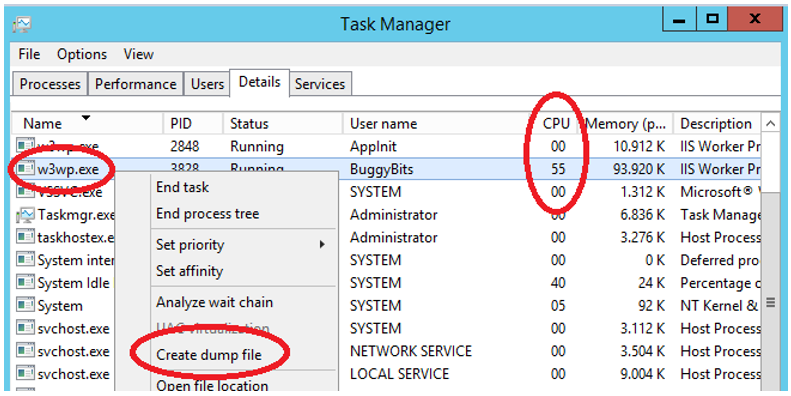 Task Manager
File Options View
Processes Performance Users Details Services
Name PID Status User name CPU Memory (p... Description
w3wp.exe 2848 Running AppInit 00 10.912 K IIS Worker Pr
w3wp.exe 3828 Running BuggyBits 55 93.920 K IIS Worker Pr
VSSVC.exe SYSTEM 00 1.312 K Microsoft®
Taskmgr.exe Administrator 00 6.836 K Task Manage
taskhostex.e Administrator 00 3.276 K Host Process
System inter SYSTEM 00 0 K Deferred pro
System Idle SYSTEM 40 24 K Percentage o
System SYSTEM 05 92 K NT Kernel &
svchost.exe SYSTEM 00 3.112 K Host Process
svchost.exe NETWORK SERVICE 00 3.504 K Host Process
svchost.exe LOCAL SERVICE 00 9.004 K Host Process
End task
End process tree
Set priority
Set affinity
Analyze wait chain
UAC virtualization
Create dump file
Open file location